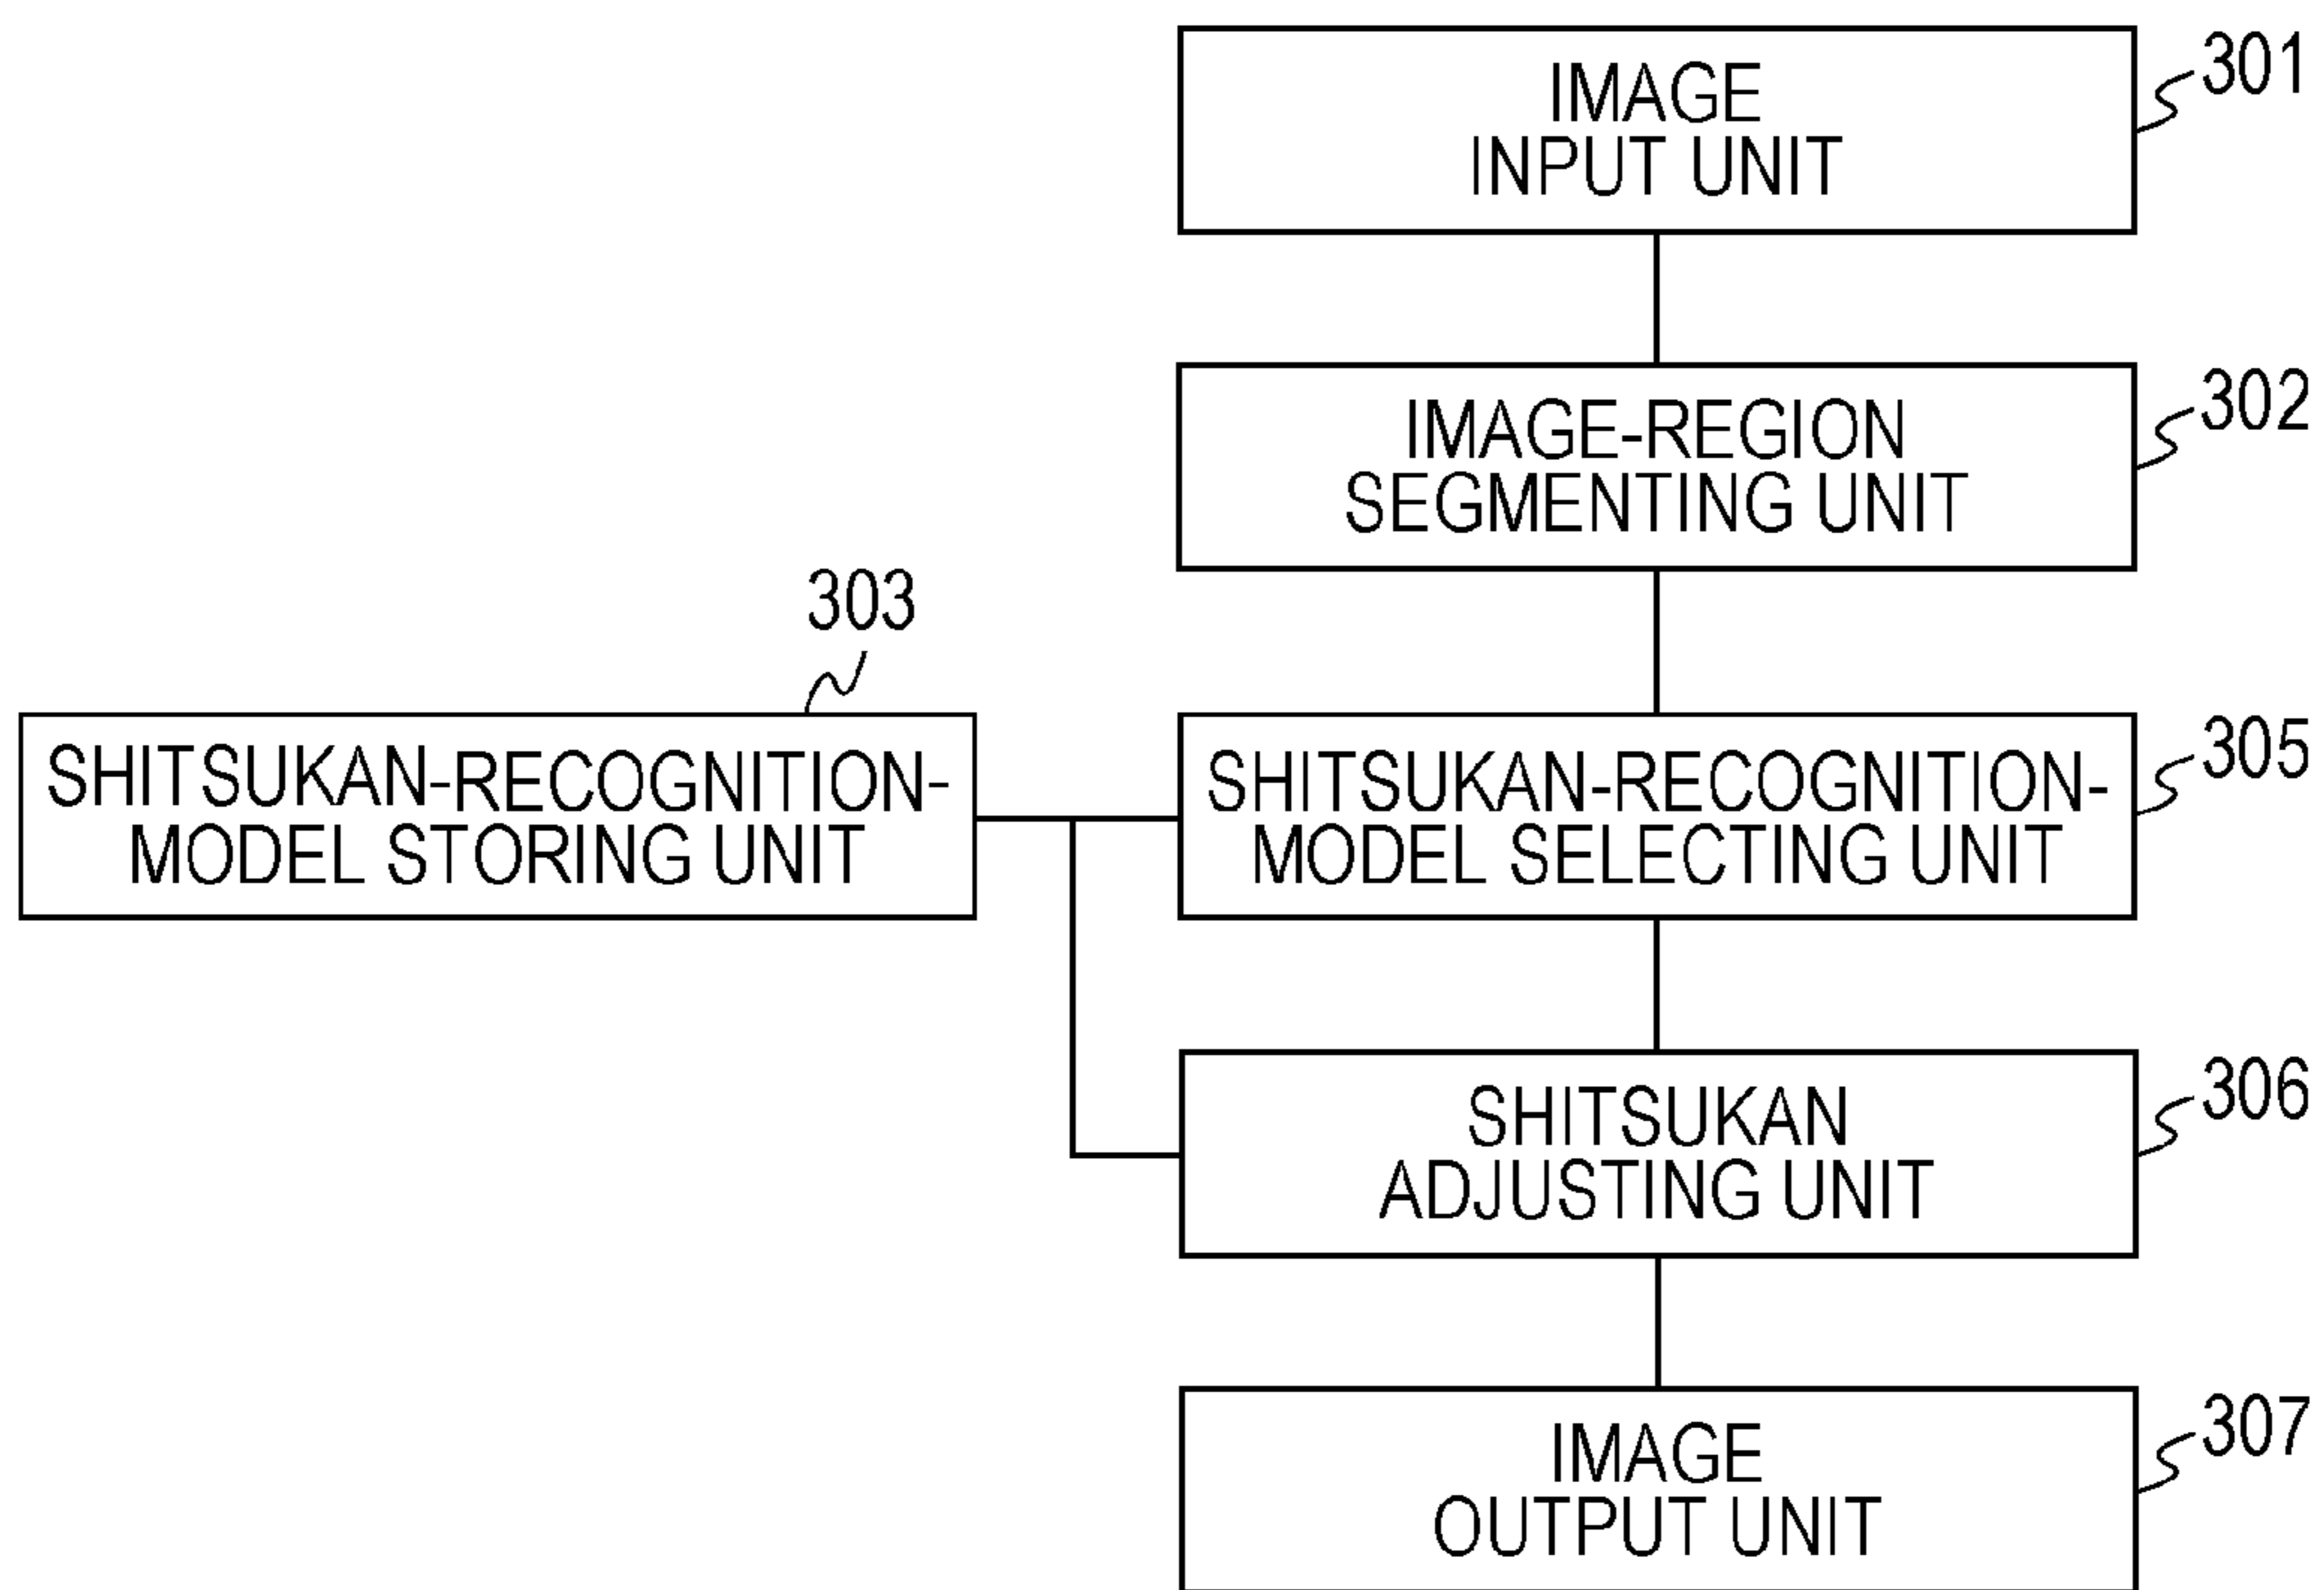 IMAGE
INPUT UNIT
301
IMAGE-REGION
SEGMENTING UNIT
302
303
SHITSUKAN-RECOGNITION-
MODEL STORING UNIT
SHITSUKAN-RECOGNITION-
MODEL SELECTING UNIT
305
SHITSUKAN
ADJUSTING UNIT
306
IMAGE
OUTPUT UNIT
307